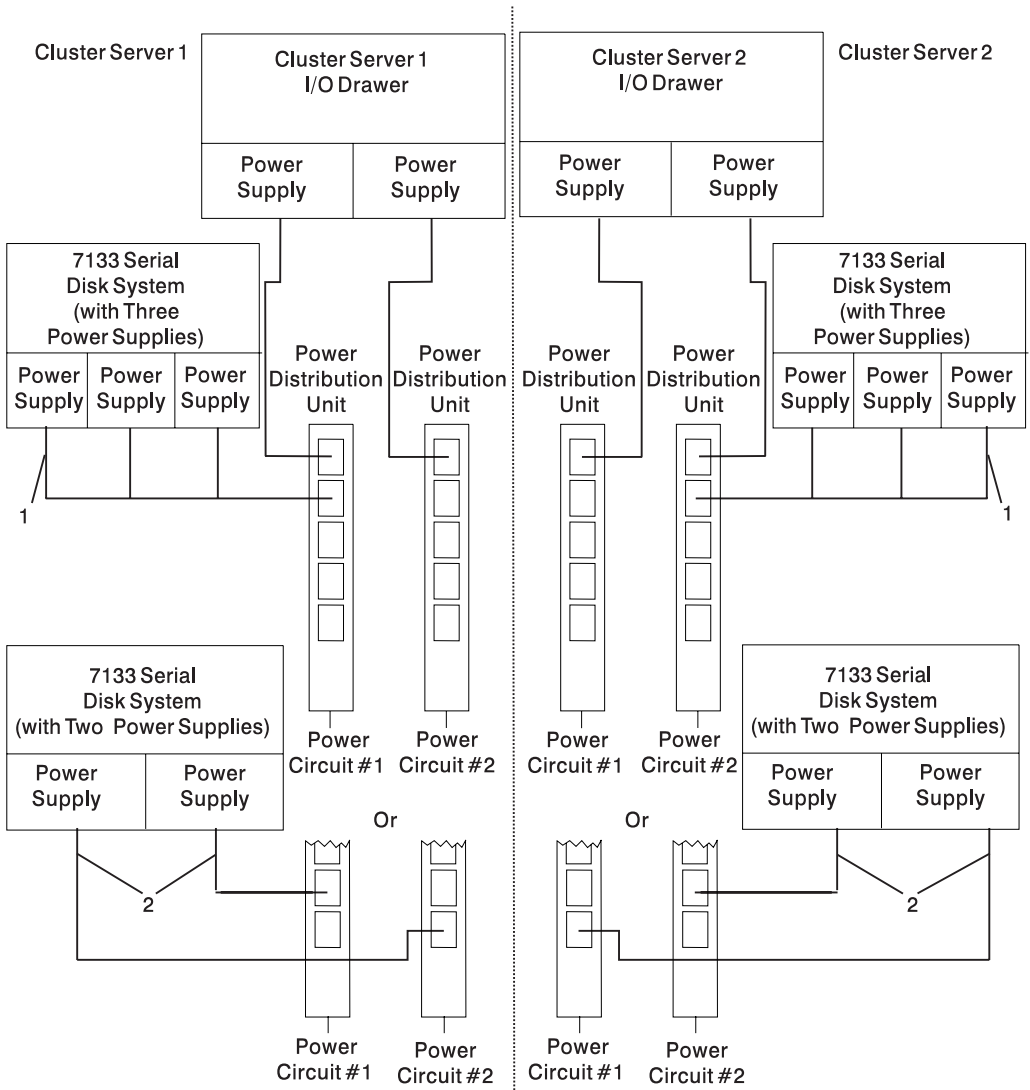 Cluster Server 1
Cluster Server 1
I/O Drawer
Power
Supply
Power
Supply
Cluster Server 2
I/O Drawer
Power
Supply
Power
Supply
Cluster Server 2
7133 Serial
Disk System
(with Three
Power Supplies)
Power
Supply
Power
Supply
Power
Supply
1
Power
Distribution
Unit
Power
Distribution
Unit
Power
Distribution
Unit
Power
Distribution
Unit
7133 Serial
Disk System
(with Three
Power Supplies)
Power
Supply
Power
Supply
Power
Supply
1
Power
Circuit #1
Power
Circuit #2
Power
Circuit #1
Power
Circuit #2
7133 Serial
Disk System
(with Two Power Supplies)
Power
Supply
Power
Supply
2
Or
Or
7133 Serial
Disk System
(with Two Power Supplies)
Power
Supply
Power
Supply
2
Power
Circuit #1
Power
Circuit #2
Power
Circuit #1
Power
Circuit #2